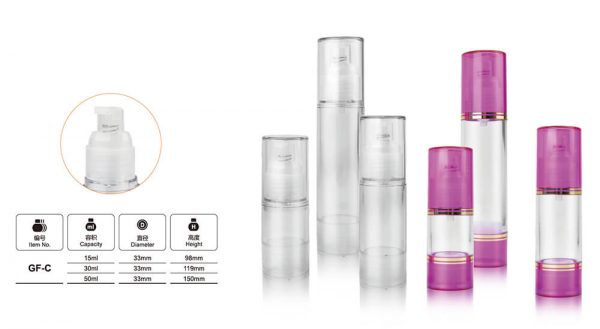 编号
Item No.
容积
Capacity
直径
Diameter
高度
Height
ml
D
H
GF-C
15ml 33mm 98mm
30ml 33mm 119mm
50ml 33mm 150mm